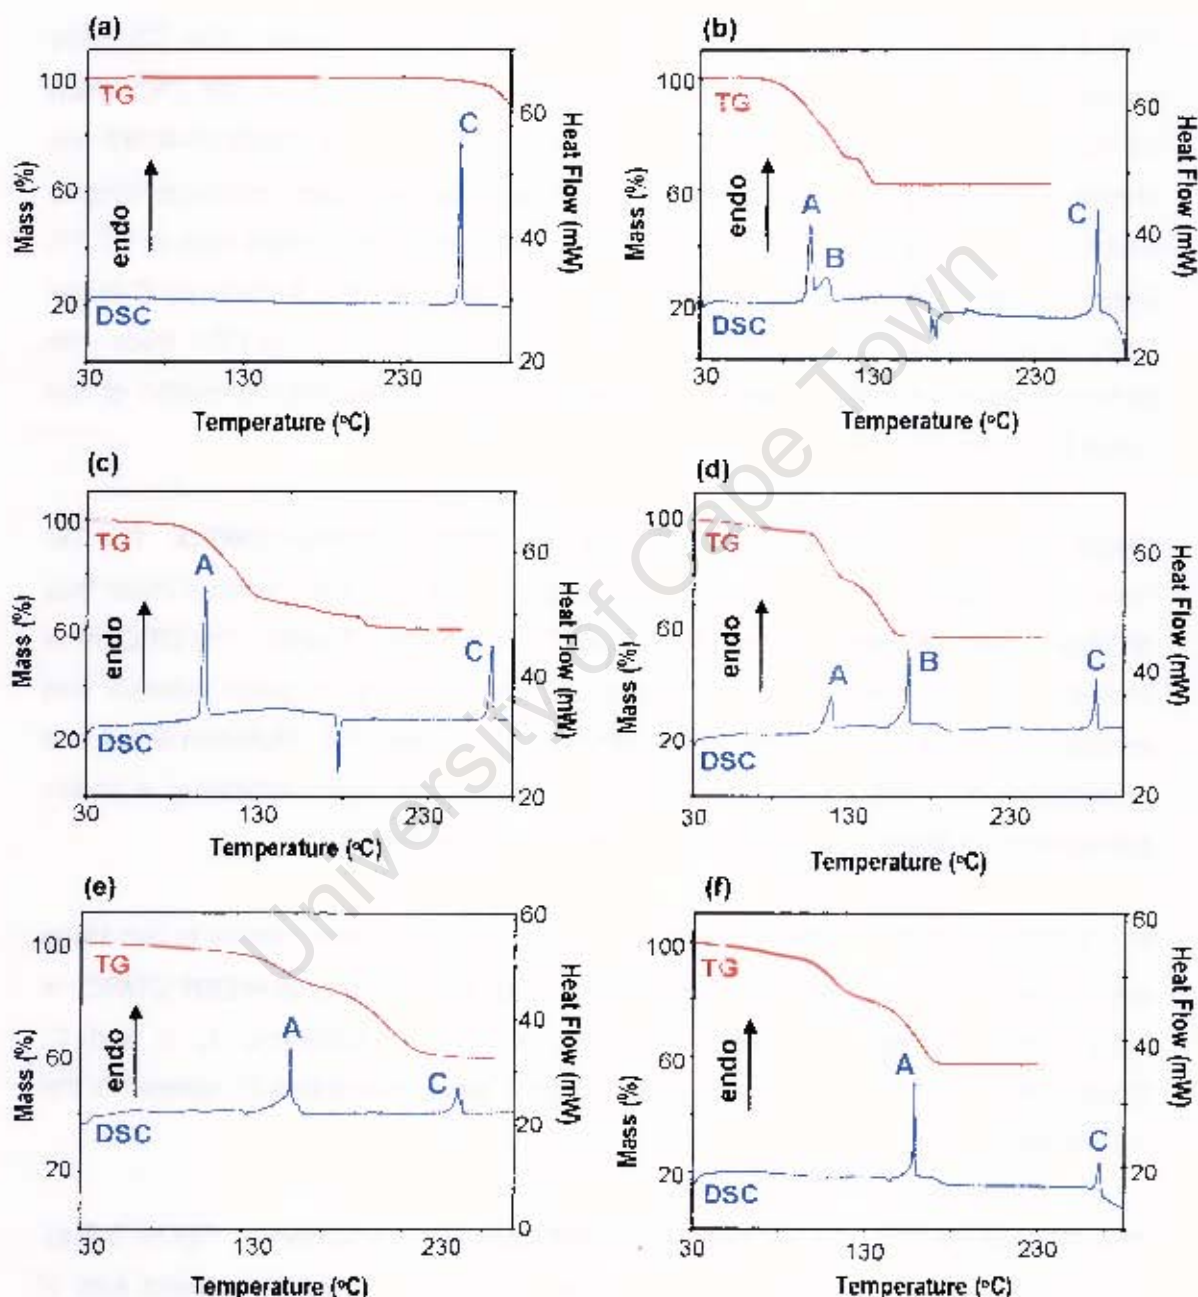 (a)
100
60
20
Mass (%)
TG
endo
DSC
C
60
40
20
Heat Flow (mW)
30 130 230
Temperature (°C)
(b)
100
60
20
Mass (%)
TG
endo
DSC
A
B
C
60
40
20
Heat Flow (mW)
30 130 230
Temperature (°C)
(c)
100
60
20
Mass (%)
TG
endo
DSC
A
C
60
40
20
Heat Flow (mW)
30 130 230
Temperature (°C)
(d)
100
60
20
Mass (%)
TG
endo
DSC
A
B
C
60
40
20
Heat Flow (mW)
30 130 230
Temperature (°C)
(e)
100
60
20
Mass (%)
TG
endo
DSC
A
C
60
40
20
0
Heat Flow (mW)
30 130 230
Temperature (°C)
(f)
100
60
20
Mass (%)
TG
endo
DSC
A
C
60
40
20
0
Heat Flow (mW)
30 130 230
Temperature (°C)
University of Cape Town